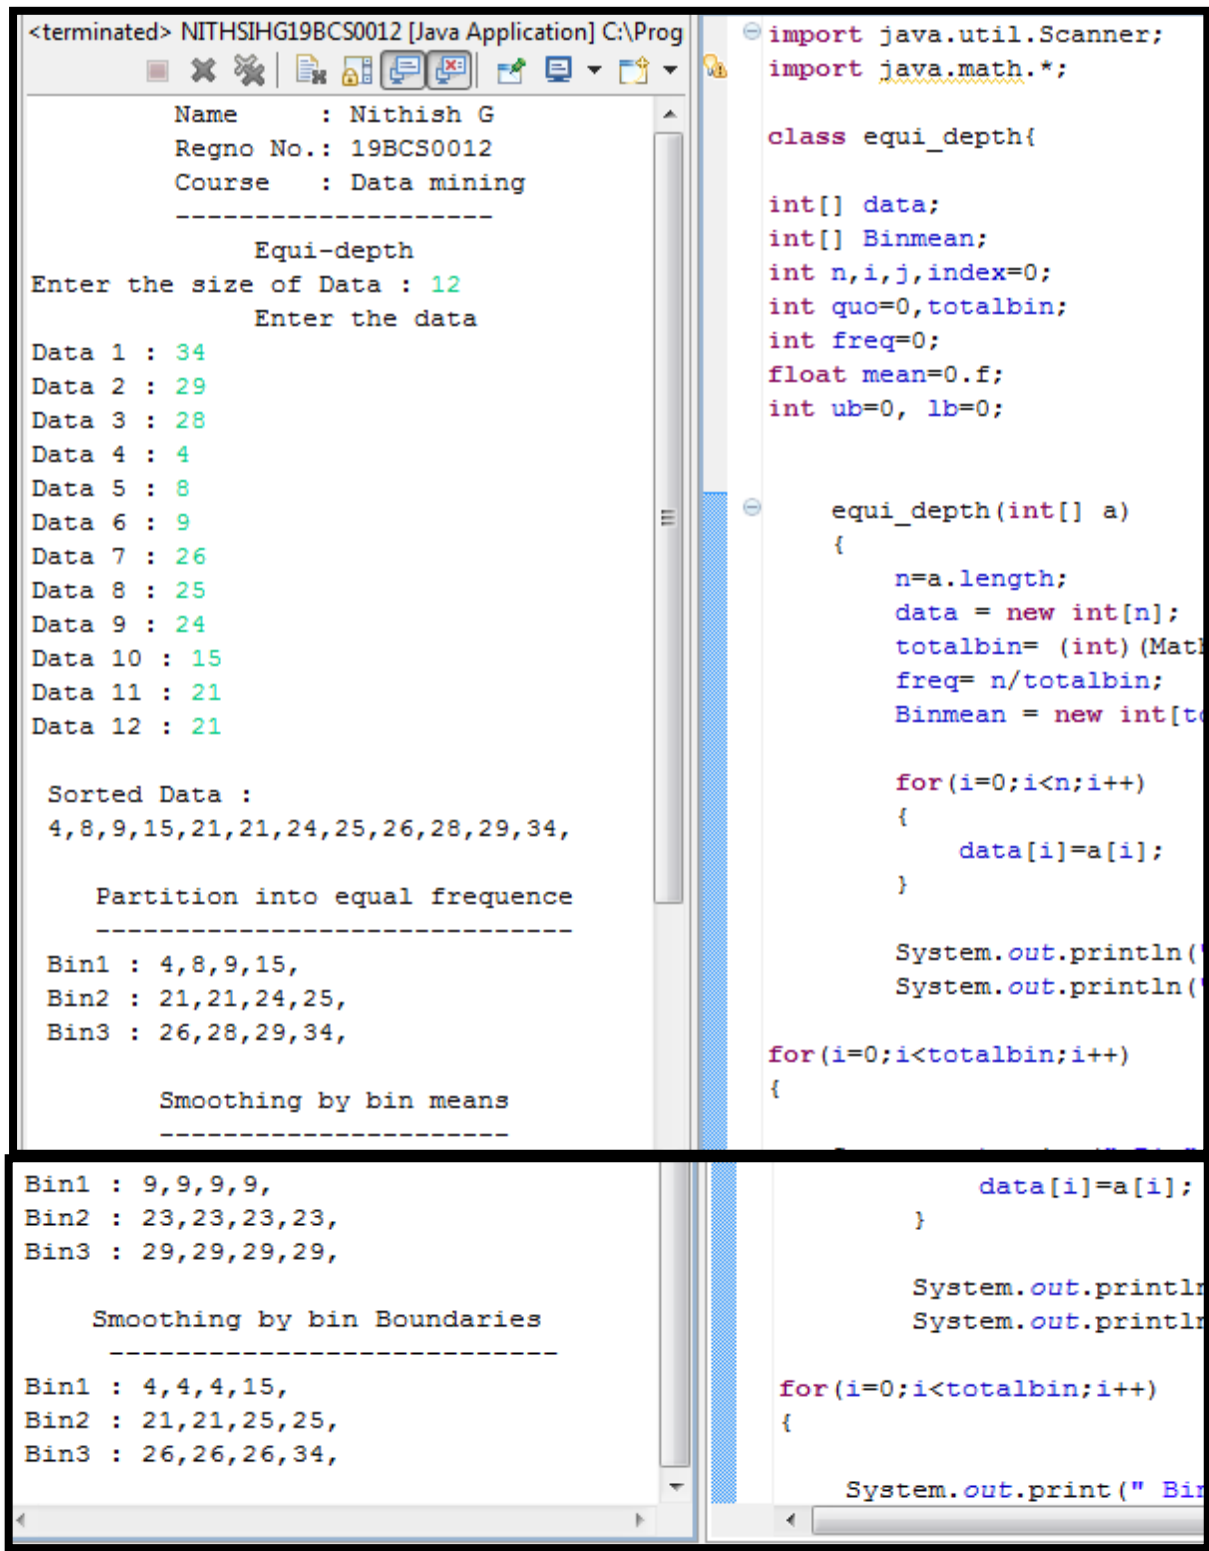 <terminated> NITHSIHG19BCS0012 [Java Application] C:\Prog
Name : Nithish G
Regno No.: 19BCS0012
Course : Data mining
--------------------
Equi-depth
Enter the size of Data : 12
Enter the data
Data 1 : 34
Data 2 : 29
Data 3 : 28
Data 4 : 4
Data 5 : 8
Data 6 : 9
Data 7 : 26
Data 8 : 25
Data 9 : 24
Data 10 : 15
Data 11 : 21
Data 12 : 21
Sorted Data :
4,8,9,15,21,21,24,25,26,28,29,34,
Partition into equal frequence
------------------------------
Bin1 : 4,8,9,15,
Bin2 : 21,21,24,25,
Bin3 : 26,28,29,34,
Smoothing by bin means
----------------------
Bin1 : 9,9,9,9,
Bin2 : 23,23,23,23,
Bin3 : 29,29,29,29,
Smoothing by bin Boundaries
----------------------------
Bin1 : 4,4,4,15,
Bin2 : 21,21,25,25,
Bin3 : 26,26,26,34,
import java.util.Scanner;
import java.math.*;
class equi_depth{
int[] data;
int[] Binmean;
int n,i,j,index=0;
int quo=0,totalbin;
int freq=0;
float mean=0.f;
int ub=0, lb=0;
equi_depth(int[] a)
{
n=a.length;
data = new int[n];
totalbin= (int)(Mat
freq= n/totalbin;
Binmean = new int[to
for(i=0;i<n;i++)
{
data[i]=a[i];
}
System.out.println("
System.out.println("
for(i=0;i<totalbin;i++)
{
data[i]=a[i];
}
System.out.println
System.out.println
for(i=0;i<totalbin;i++)
{
System.out.print(" Bin